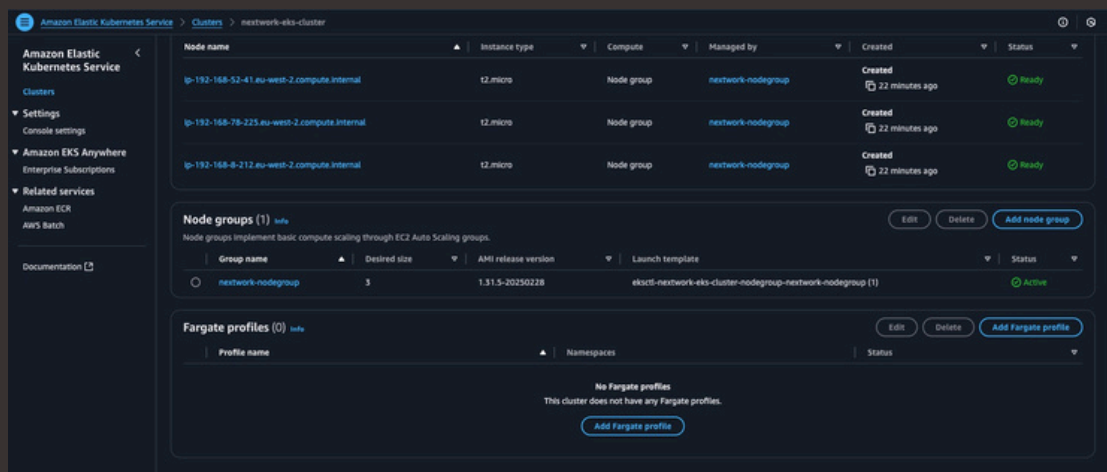 Amazon Elastic Kubernetes Service > Clusters > nextwork-eks-cluster
Amazon Elastic
Kubernetes Service
Clusters
Settings
Console settings
Amazon EKS Anywhere
Enterprise Subscriptions
Related services
Amazon ECR
AWS Batch
Documentation
Node name Instance type Compute Managed by Created Status
ip-192-168-52-41.eu-west-2.compute.internal t2.micro Node group nextwork-nodegroup Created 22 minutes ago Ready
ip-192-168-78-225.eu-west-2.compute.internal t2.micro Node group nextwork-nodegroup Created 22 minutes ago Ready
ip-192-168-8-212.eu-west-2.compute.internal t2.micro Node group nextwork-nodegroup Created 22 minutes ago Ready
Node groups (1) Info Edit Delete Add node group
Node groups implement basic compute scaling through EC2 Auto Scaling groups.
Group name Desired size AMI release version Launch template Status
nextwork-nodegroup 3 1.31.5-20250228 eksctl-nextwork-eks-cluster-nodegroup-nextwork-nodegroup (1) Active
Fargate profiles (0) Info Edit Delete Add Fargate profile
Profile name Namespaces Status
No Fargate profiles
This cluster does not have any Fargate profiles.
Add Fargate profile